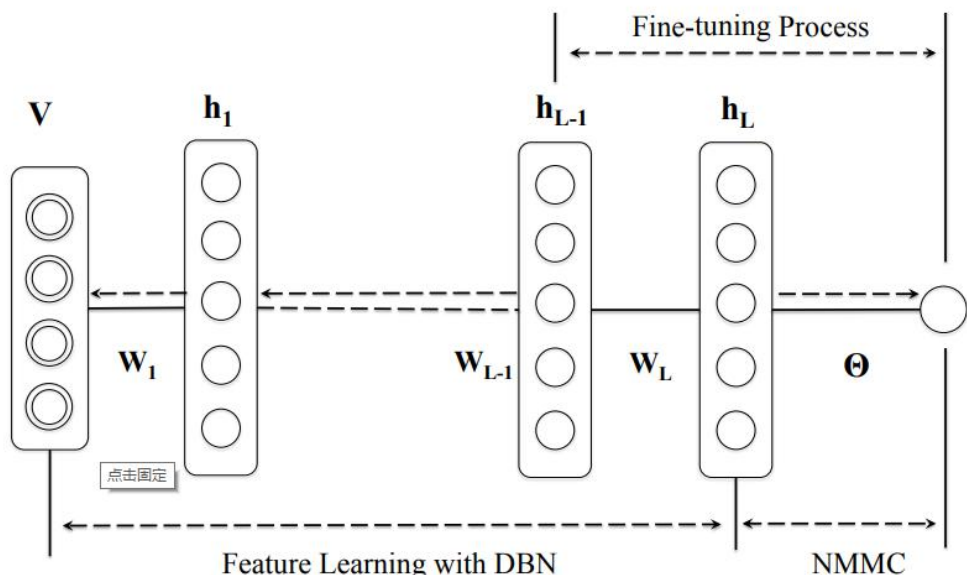 Fine-tuning Process
V
h1
hL-1
hL
W1
WL-1
WL
Θ
点击固定
Feature Learning with DBN
NMMC